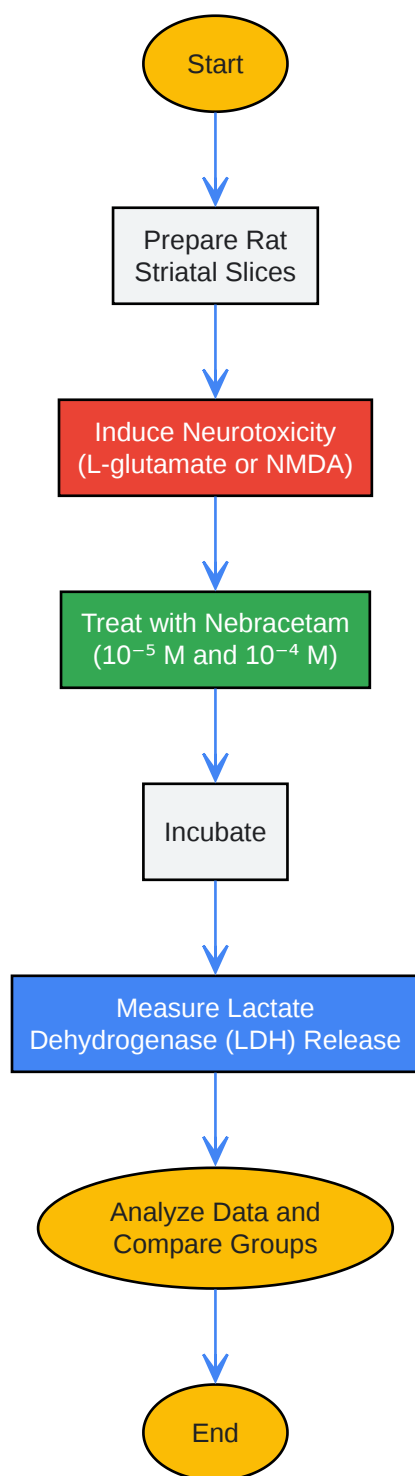 Start
Prepare Rat
Striatal Slices
Induce Neurotoxicity
(L-glutamate or NMDA)
Treat with Nebracetam
(10⁻⁵ M and 10⁻⁴ M)
Incubate
Measure Lactate
Dehydrogenase (LDH) Release
Analyze Data and
Compare Groups
End